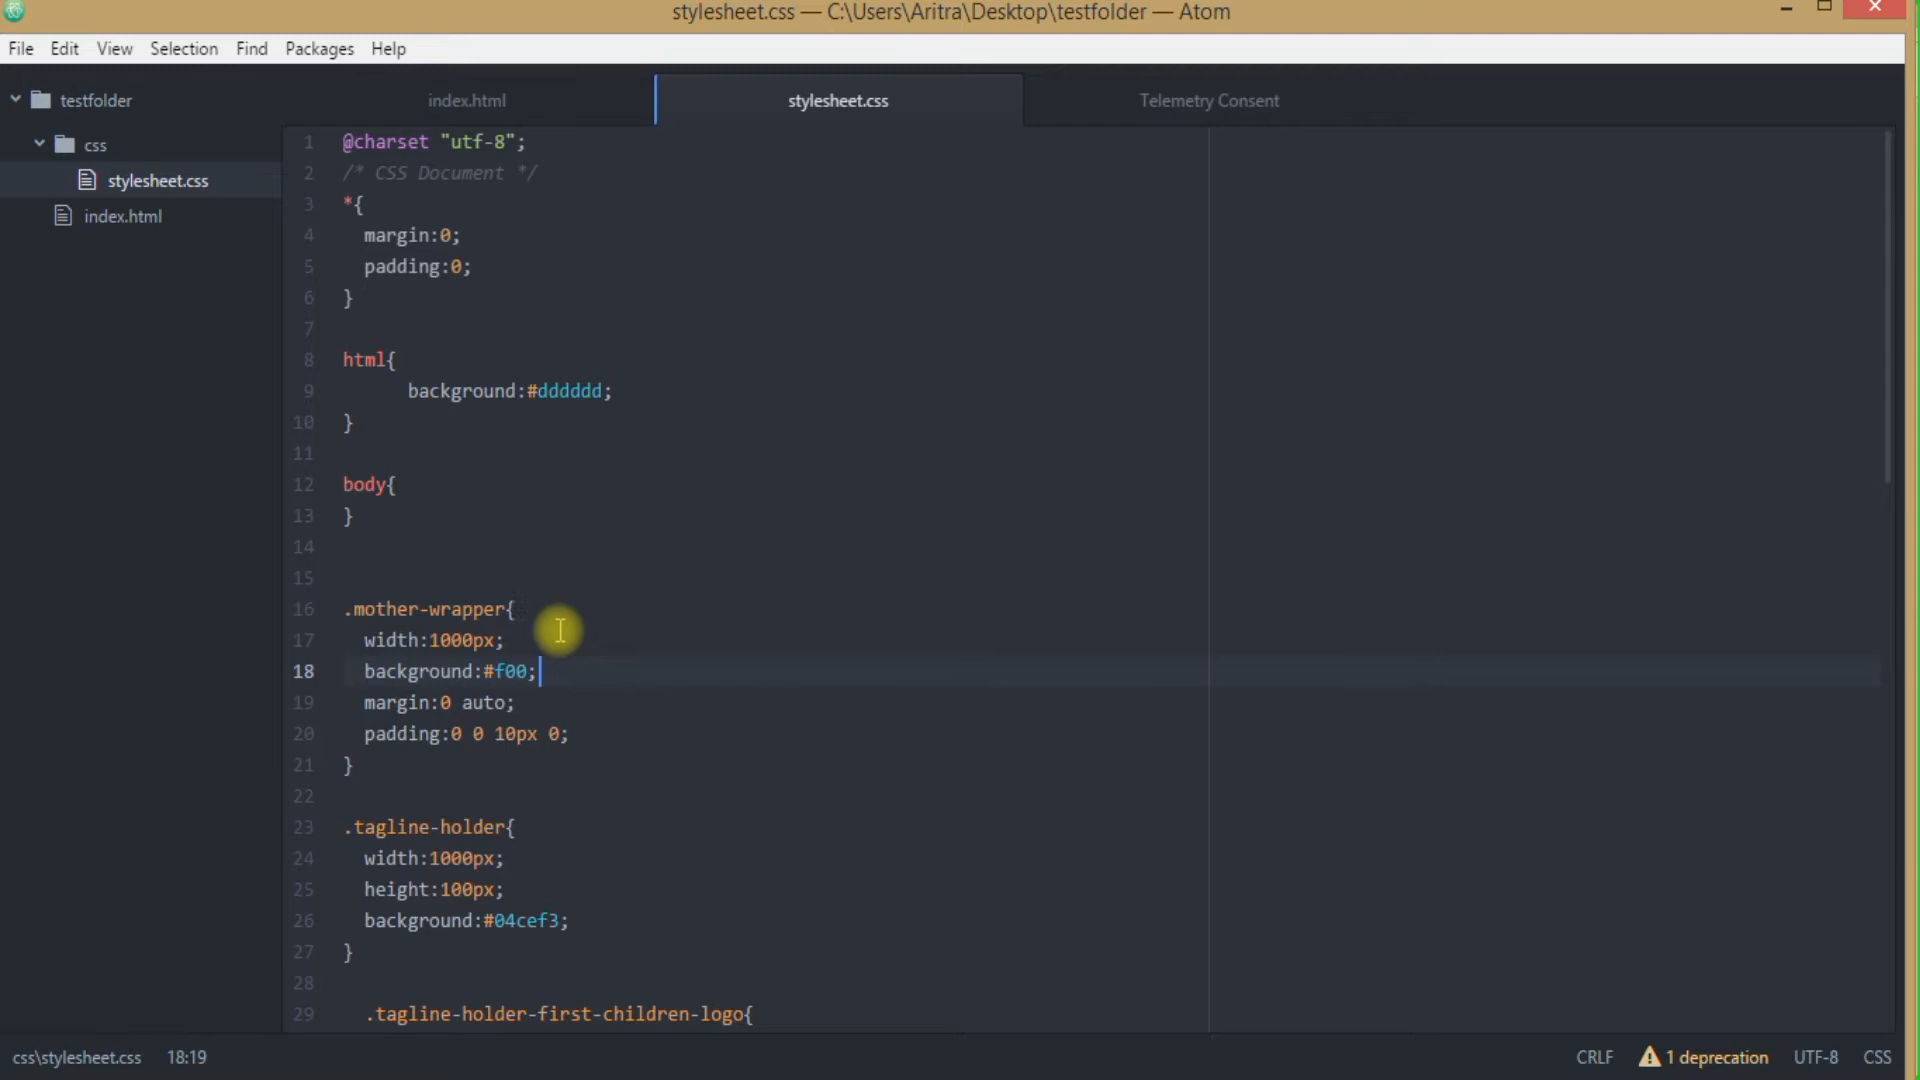 stylesheet.css — C:\Users\Aritra\Desktop\testfolder — Atom
File Edit View Selection Find Packages Help
testfolder
css
stylesheet.css
index.html
index.html stylesheet.css Telemetry Consent
1 @charset "utf-8";
2 /* CSS Document */
3 *{
4 margin:0;
5 padding:0;
6 }
7
8 html{
9 background:#dddddd;
10 }
11
12 body{
13 }
14
15
16 .mother-wrapper{
17 width:1000px;
18 background:#f00;
19 margin:0 auto;
20 padding:0 0 10px 0;
21 }
22
23 .tagline-holder{
24 width:1000px;
25 height:100px;
26 background:#04cef3;
27 }
28
29 .tagline-holder-first-children-logo{
css\stylesheet.css 18:19 CRLF 1 deprecation UTF-8 CSS